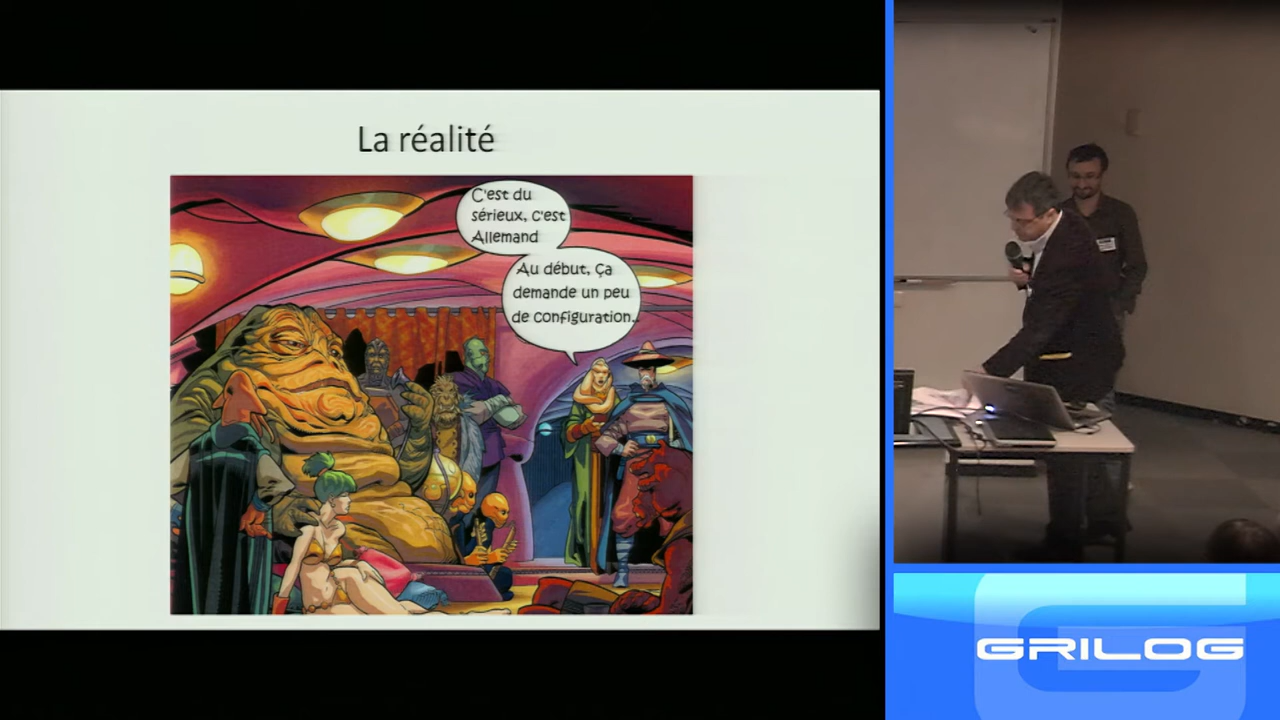 La réalité
C'est du
sérieux, c'est
Allemand
Au début, Ça
demande un peu
de configuration..
GRILOG